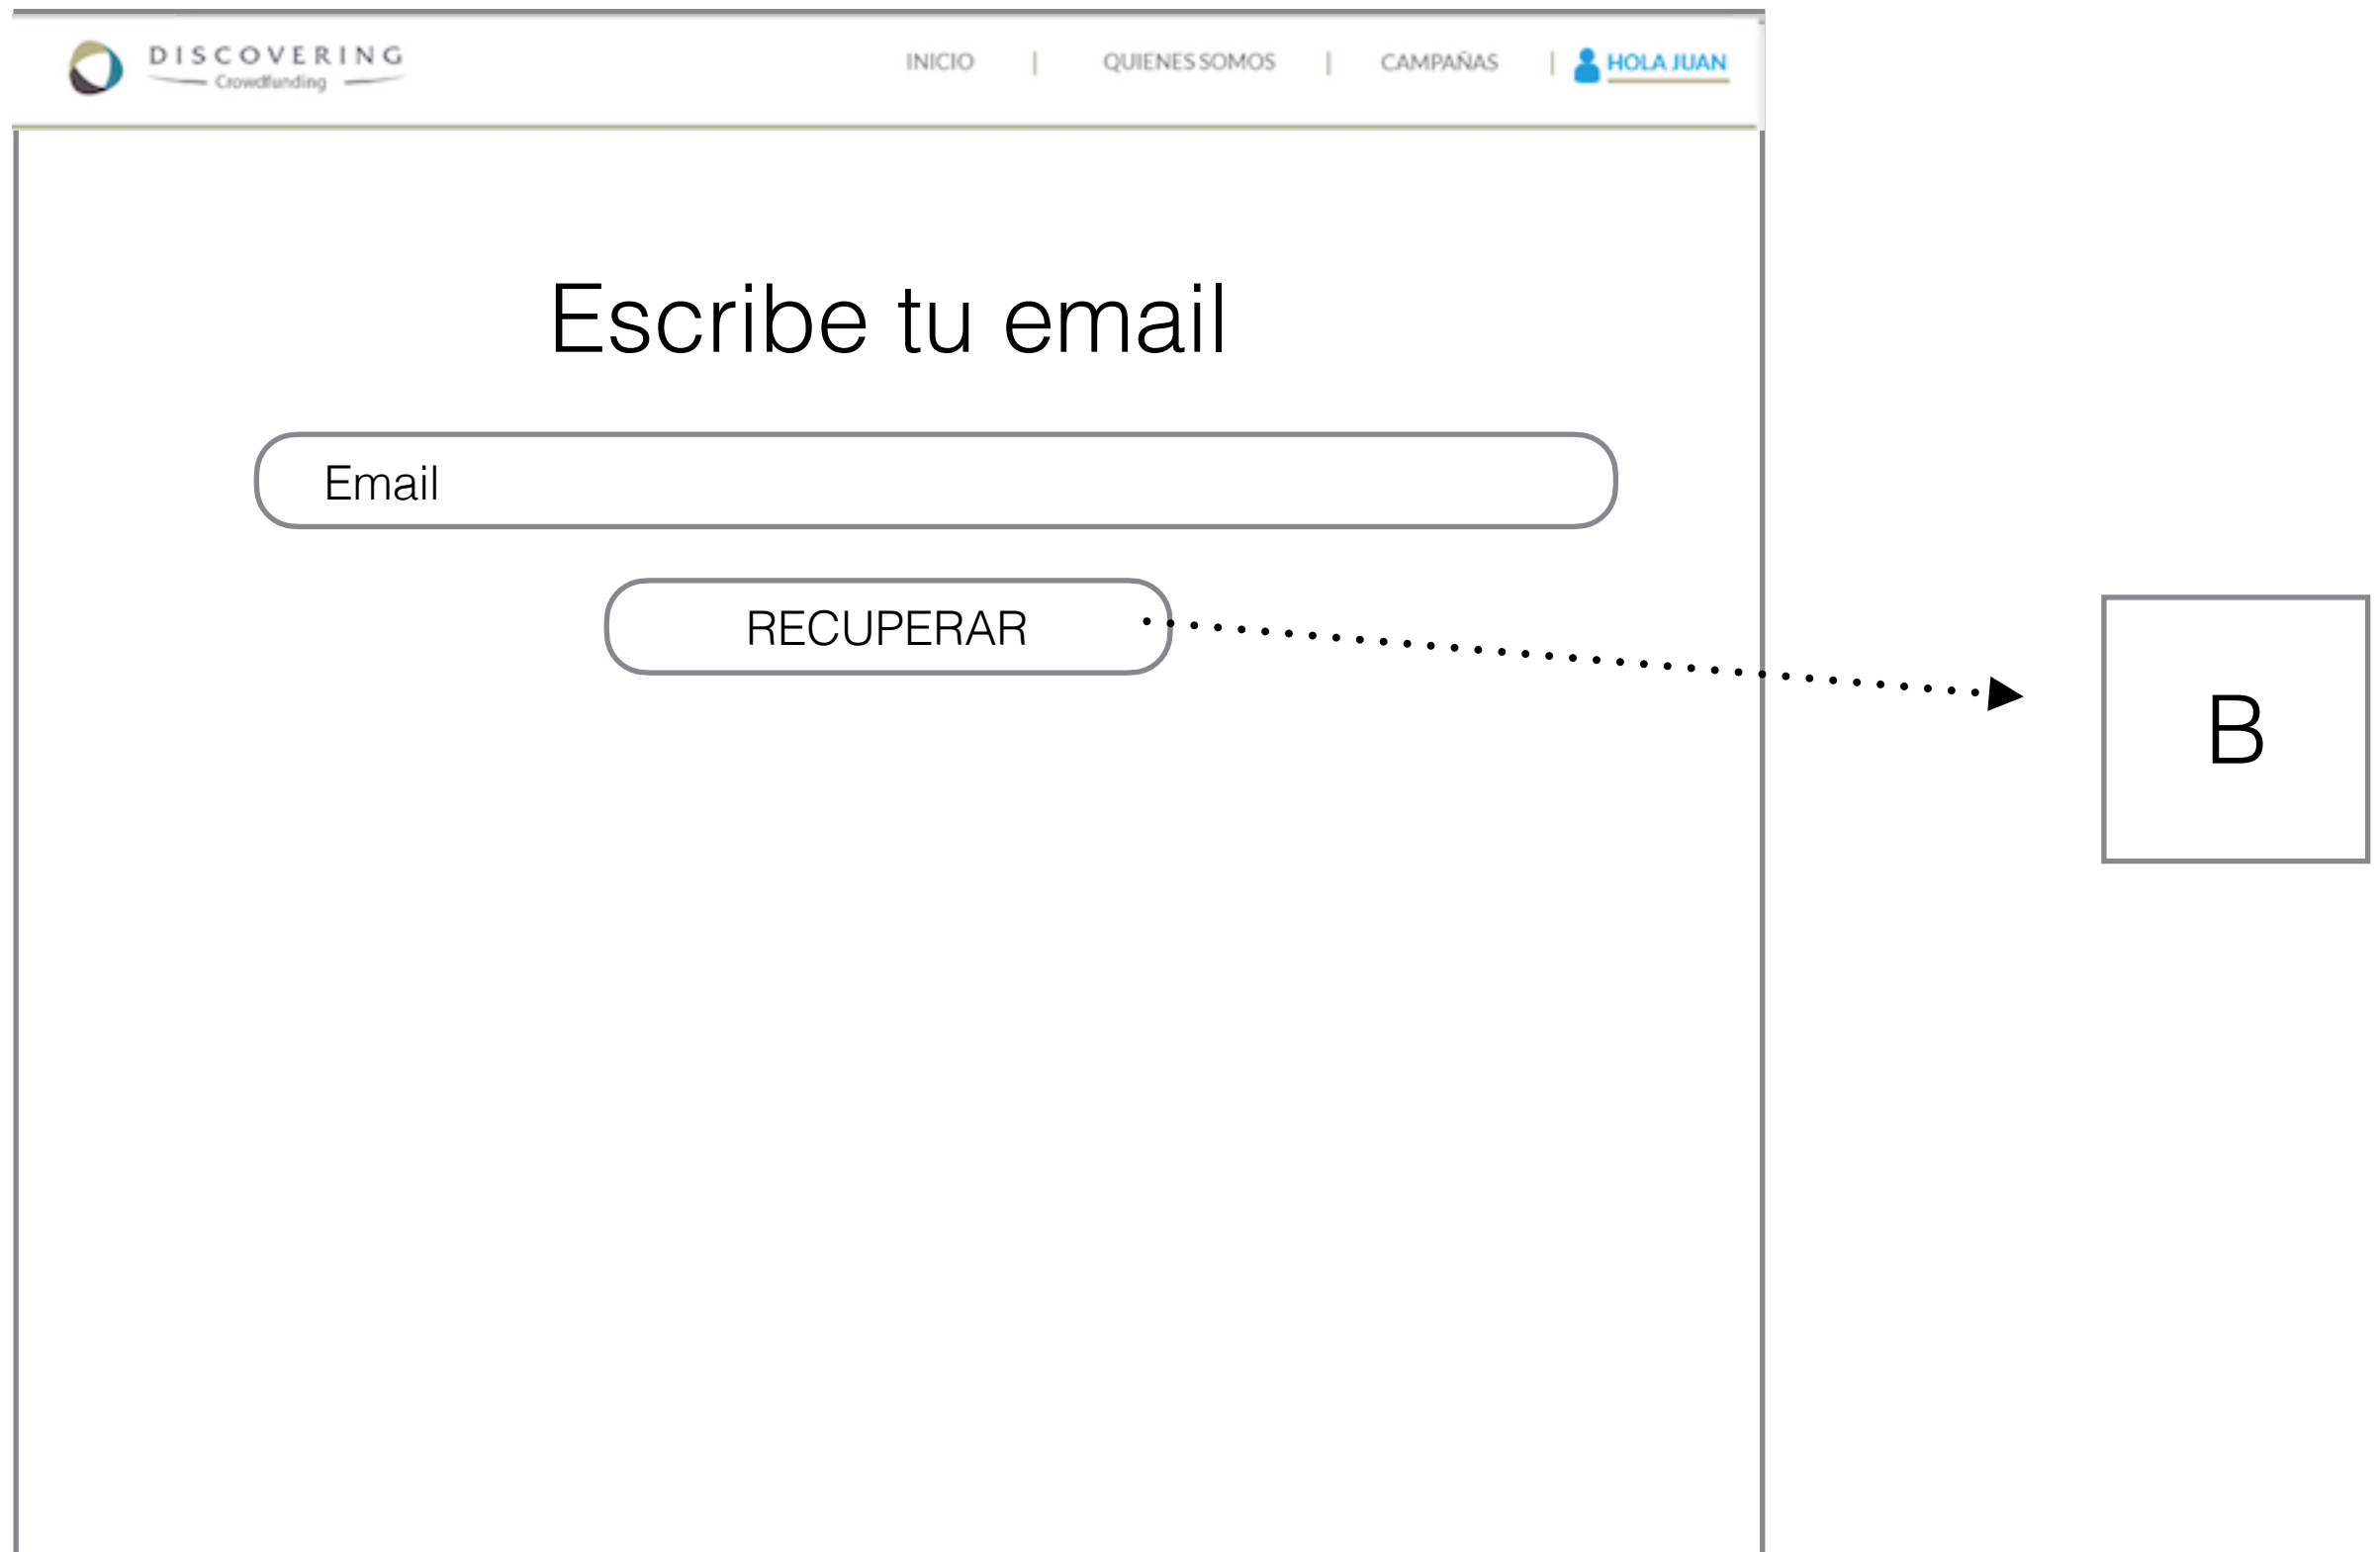 DISCOVERING
Crowdfunding
INICIO | QUIENES SOMOS | CAMPAÑAS | HOLA JUAN
Escribe tu email
Email
RECUPERAR
B